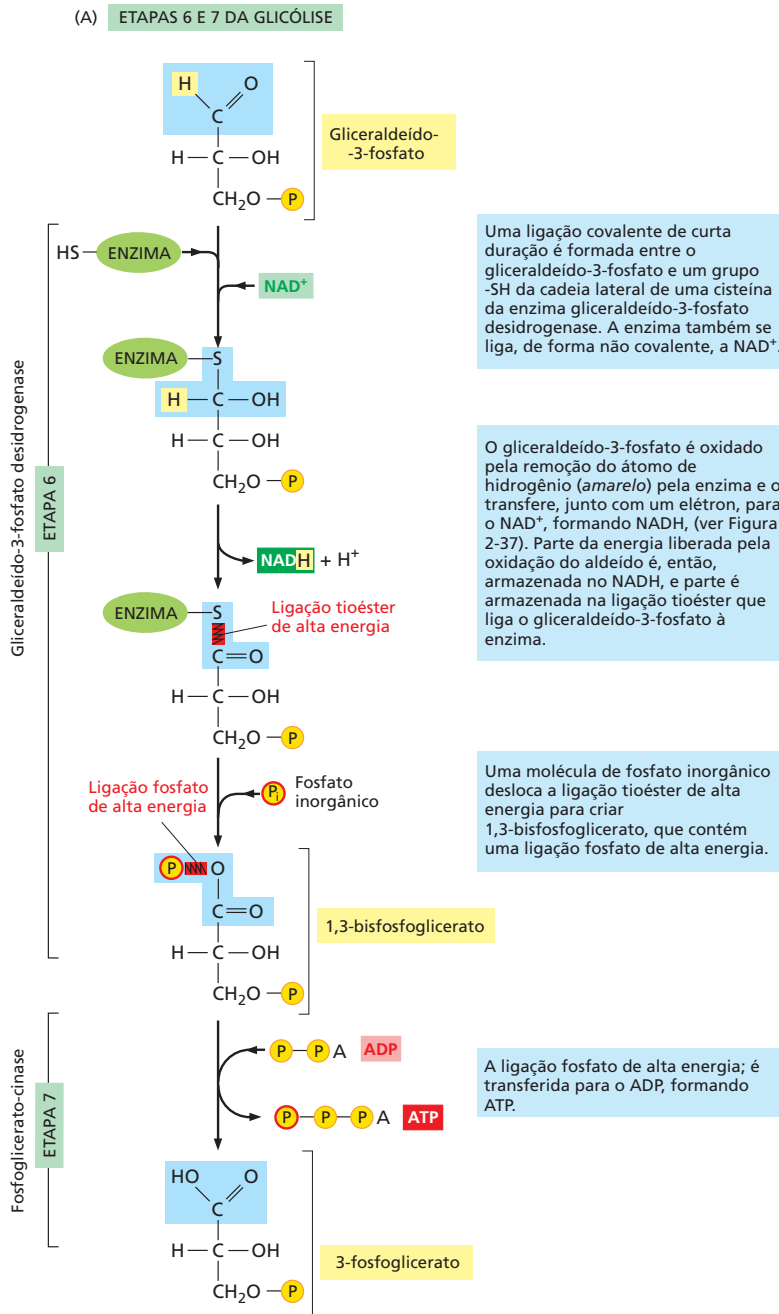 (A) ETAPAS 6 E 7 DA GLICÓLISE
H O
C
H—C—OH
CH₂O—P
Gliceraldeído-
-3-fosfato
Gliceraldeído-3-fosfato desidrogenase
ETAPA 6
HS—ENZIMA
NAD⁺
Uma ligação covalente de curta
duração é formada entre o
gliceraldeído-3-fosfato e um grupo
-SH da cadeia lateral de uma cisteína
da enzima gliceraldeído-3-fosfato
desidrogenase. A enzima também se
liga, de forma não covalente, a NAD⁺.
ENZIMA—S
H—C—OH
H—C—OH
CH₂O—P
NADH + H⁺
O gliceraldeído-3-fosfato é oxidado
pela remoção do átomo de
hidrogênio (amarelo) pela enzima e o
transfere, junto com um elétron, para
o NAD⁺, formando NADH, (ver Figura
2-37). Parte da energia liberada pela
oxidação do aldeído é, então,
armazenada no NADH, e parte é
armazenada na ligação tioéster que
liga o gliceraldeído-3-fosfato à
enzima.
ENZIMA—S
Ligação tioéster
de alta energia
C=O
H—C—OH
CH₂O—P
Ligação fosfato
de alta energia
Pi
Fosfato
inorgânico
Uma molécula de fosfato inorgânico
desloca a ligação tioéster de alta
energia para criar
1,3-bisfosfoglicerato, que contém
uma ligação fosfato de alta energia.
P O
C=O
H—C—OH
CH₂O—P
1,3-bisfosfoglicerato
Fosfoglicerato-cinase
ETAPA 7
P—P A ADP
P—P—P A ATP
A ligação fosfato de alta energia; é
transferida para o ADP, formando
ATP.
HO O
C
H—C—OH
CH₂O—P
3-fosfoglicerato